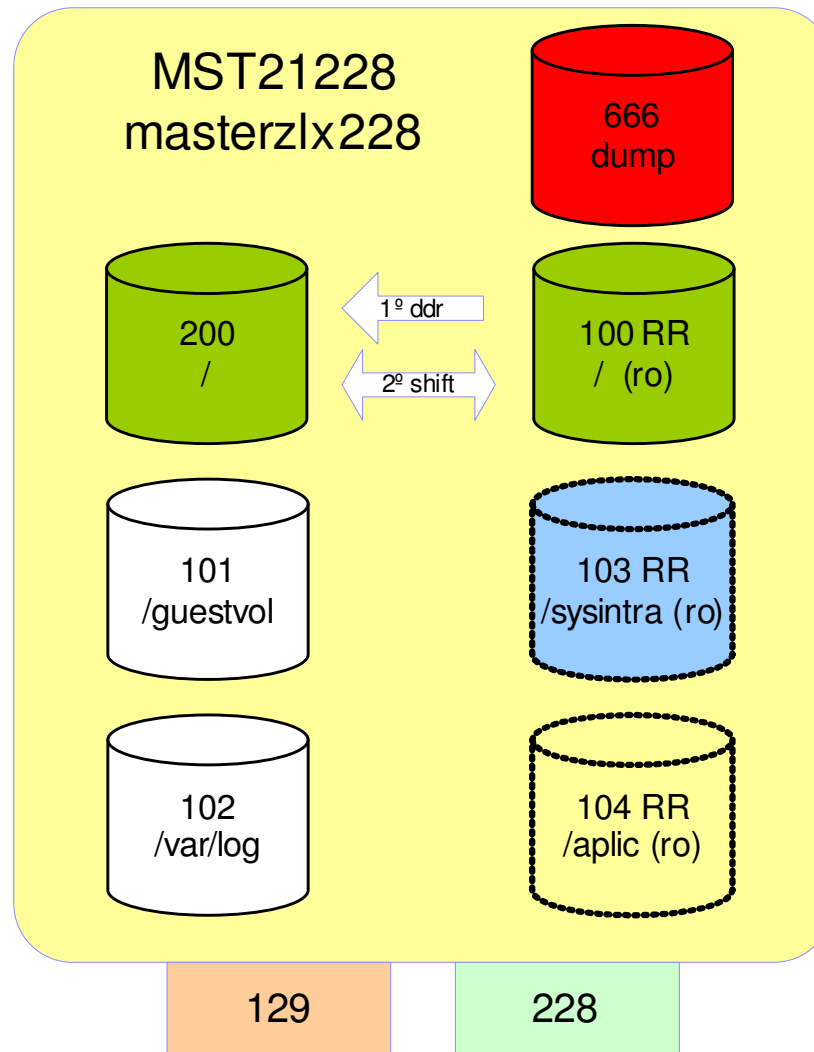 MST21228
masterzlx228
666
dump
200
/
1º ddr
2º shift
100 RR
/ (ro)
101
/guestvol
103 RR
/sysintra (ro)
102
/var/log
104 RR
/aplic (ro)
129
228